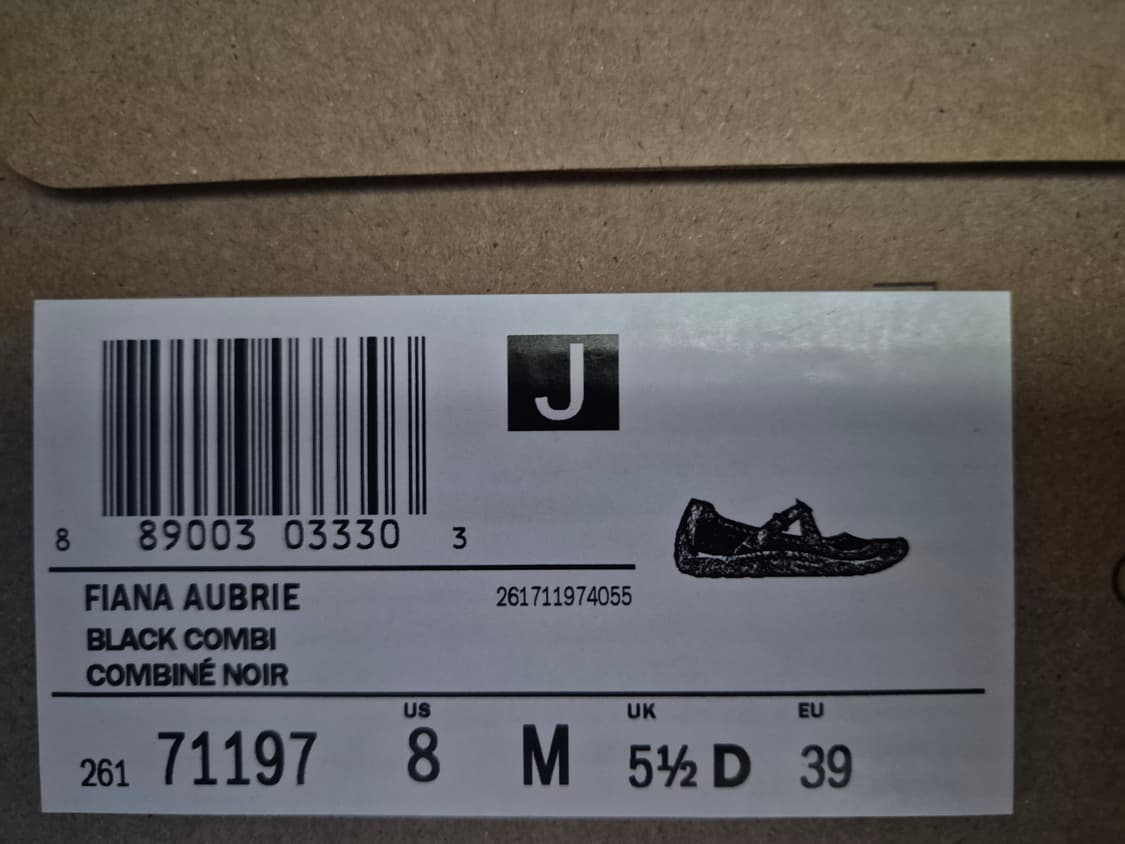 J
8 89003 03330 3
FIANA AUBRIE 261711974055
BLACK COMBI
COMBINÉ NOIR
US UK EU
261 71197 8 M 5½ D 39